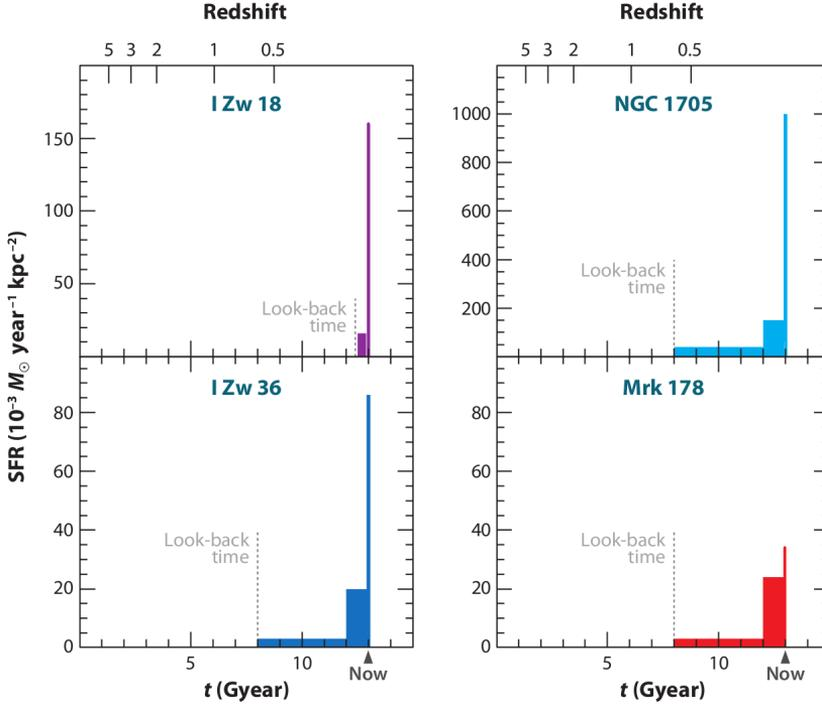 Redshift
5 3 2 1 0.5
I Zw 18
150
100
50
Look-back
time
Redshift
5 3 2 1 0.5
NGC 1705
1000
800
600
400
200
Look-back
time
SFR (10⁻³ M☉ year⁻¹ kpc⁻²)
I Zw 36
80
60
40
20
0
Look-back
time
5 10
Now
t (Gyear)
Mrk 178
80
60
40
20
0
Look-back
time
5 10
Now
t (Gyear)